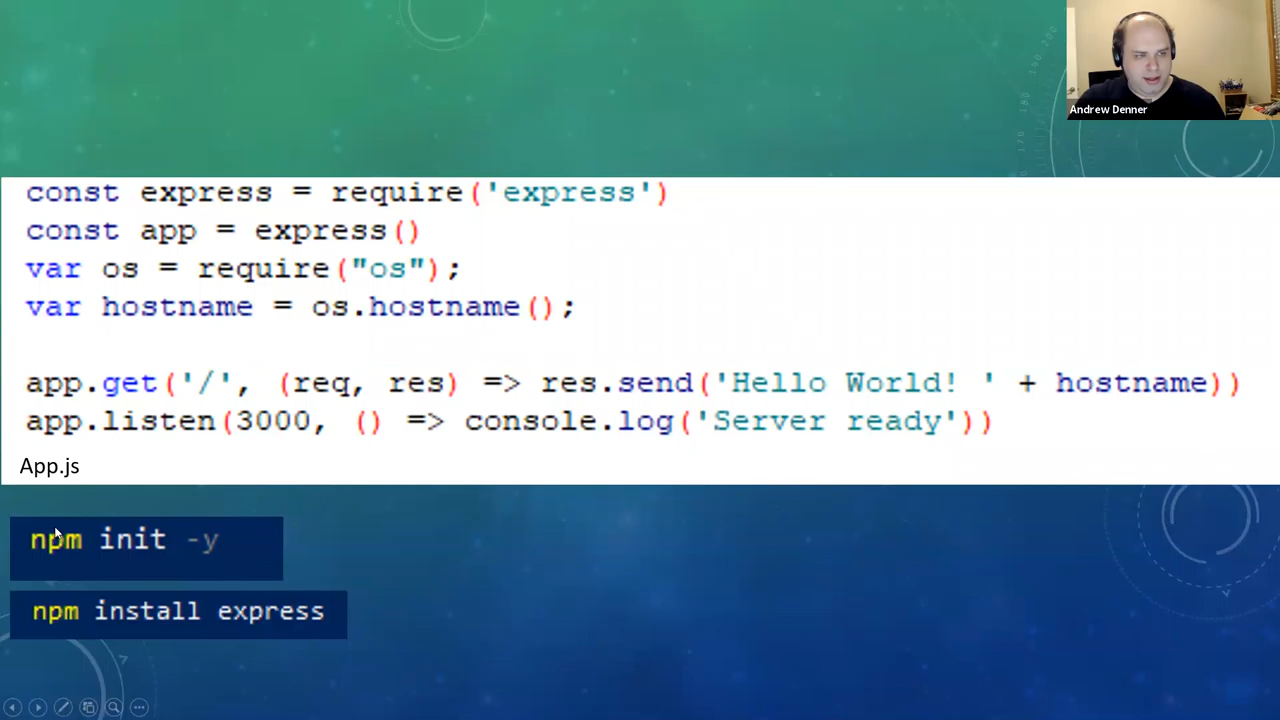 Andrew Denner
const express = require('express')
const app = express()
var os = require("os");
var hostname = os.hostname();
app.get('/', (req, res) => res.send('Hello World! ' + hostname))
app.listen(3000, () => console.log('Server ready'))
App.js
npm init -y
npm install express